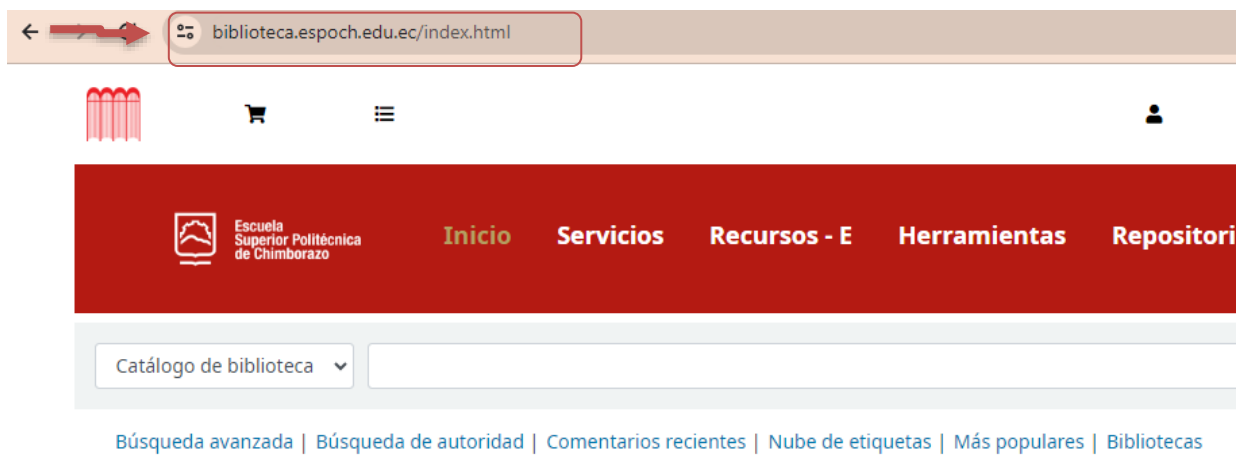 biblioteca.espoch.edu.ec/index.html
Escuela
Superior Politécnica
de Chimborazo
Inicio Servicios Recursos - E Herramientas Repositori
Catálogo de biblioteca
Búsqueda avanzada | Búsqueda de autoridad | Comentarios recientes | Nube de etiquetas | Más populares | Bibliotecas